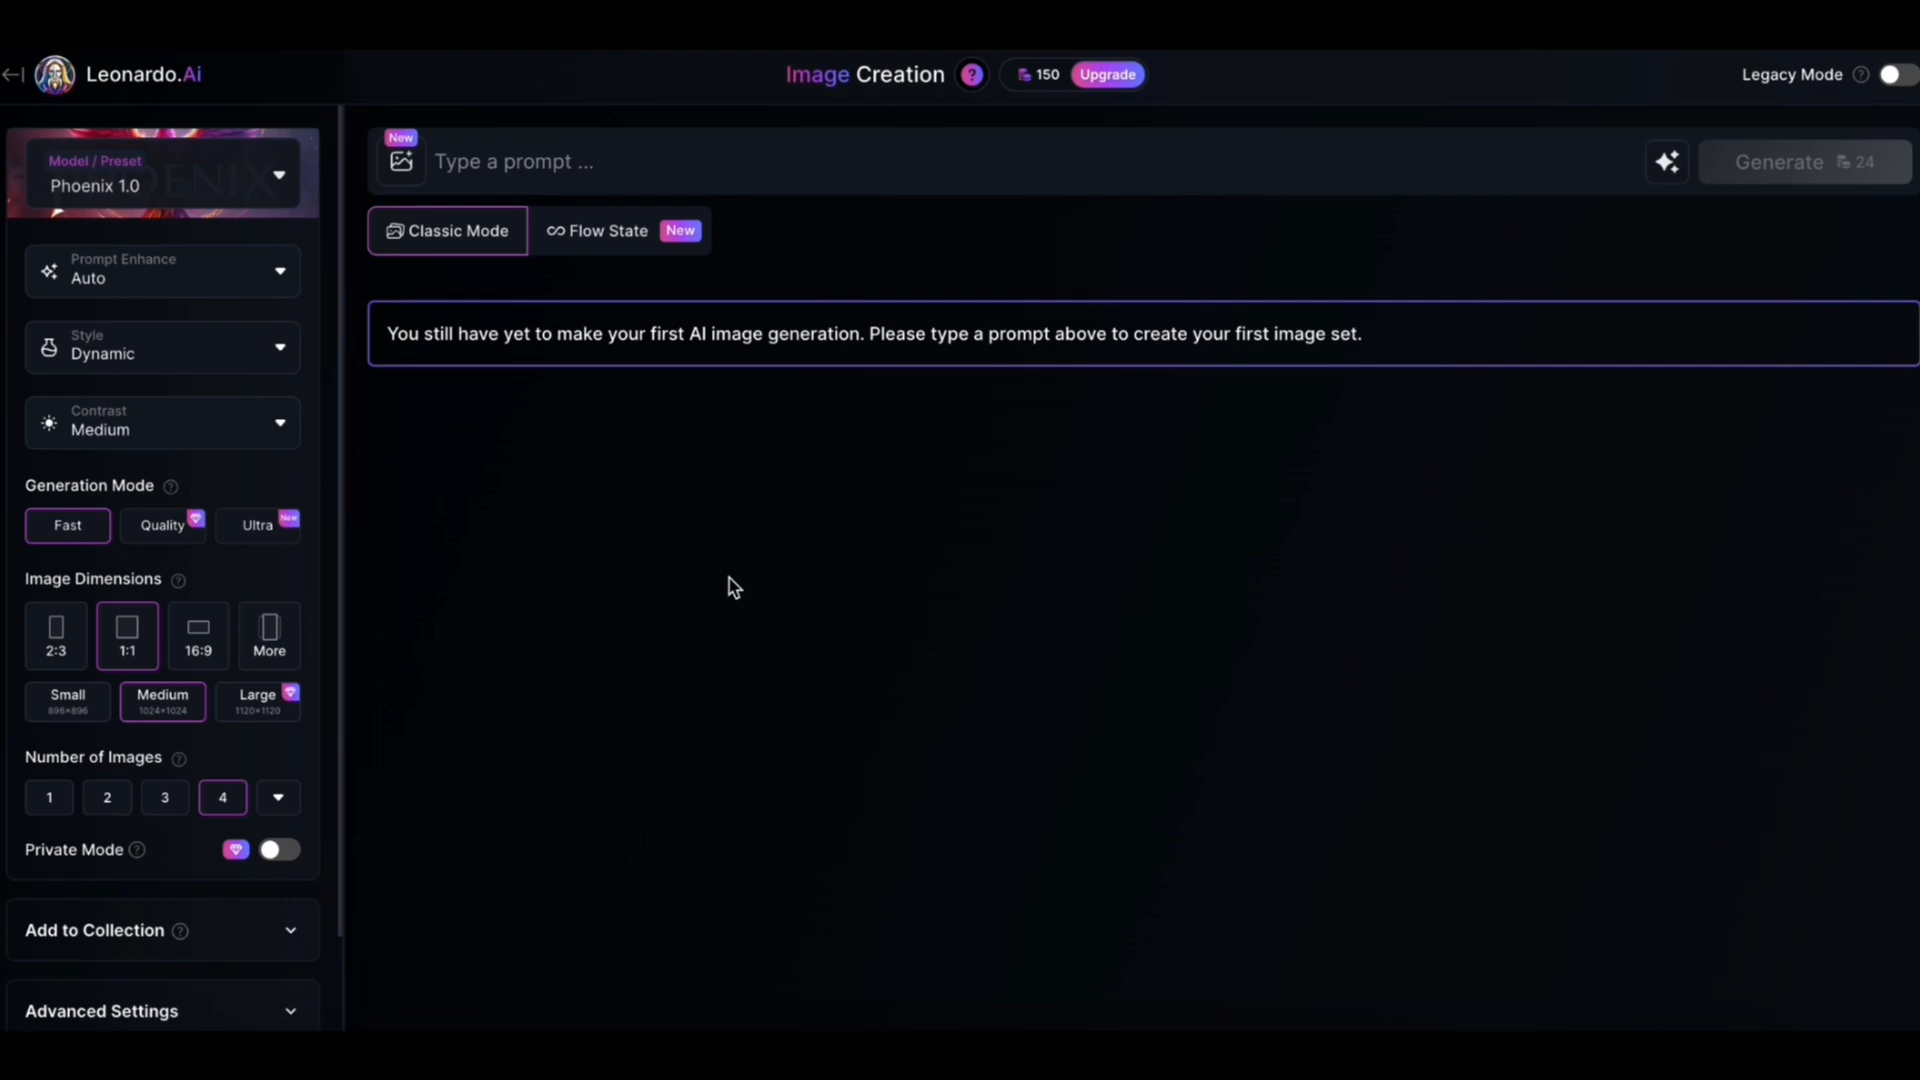 Leonardo.Ai
Image Creation
?
150
Upgrade
Legacy Mode ?
Model / Preset
Phoenix 1.0
New
Type a prompt ...
Generate 24
Classic Mode
Flow State New
Prompt Enhance
Auto
Style
Dynamic
Contrast
Medium
You still have yet to make your first AI image generation. Please type a prompt above to create your first image set.
Generation Mode ?
Fast
Quality
Ultra
New
Image Dimensions ?
2:3
1:1
16:9
More
Small
896×896
Medium
1024×1024
Large
1120×1120
Number of Images ?
1
2
3
4
Private Mode ?
Add to Collection ?
Advanced Settings